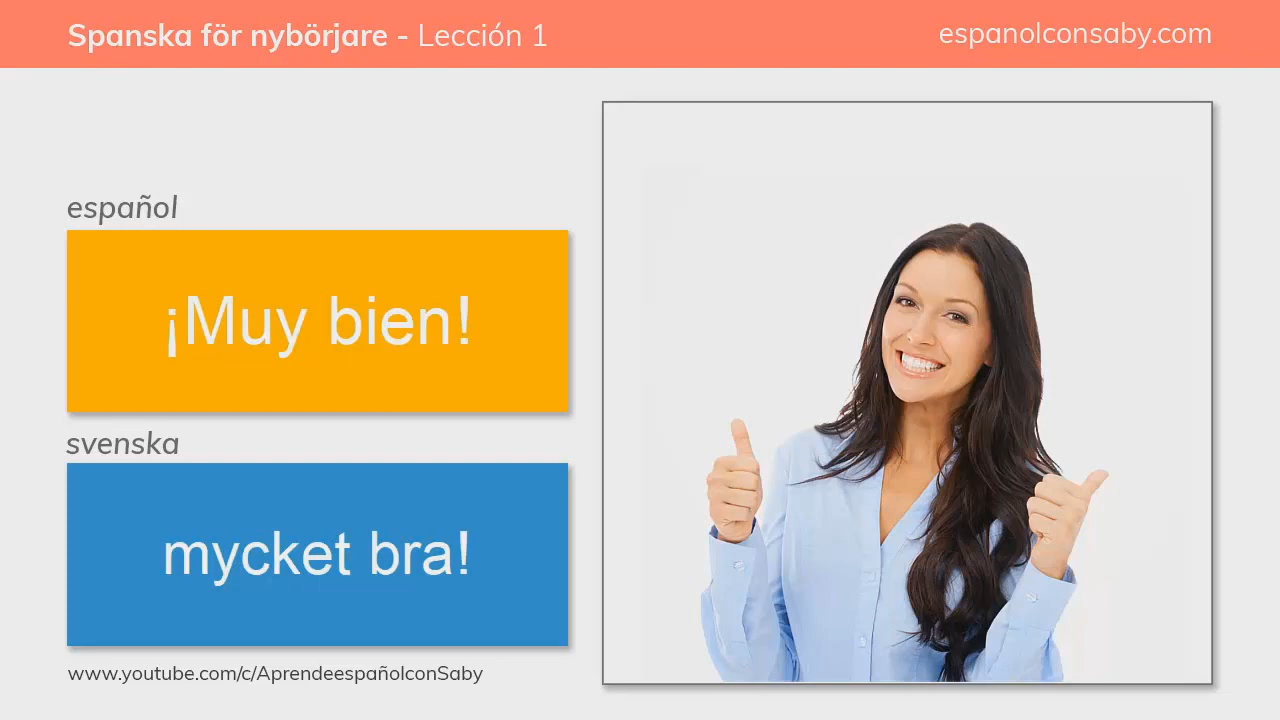 Spanska för nybörjare - Lección 1
espanolconsaby.com
español
¡Muy bien!
svenska
mycket bra!
www.youtube.com/c/AprendeespañolconSaby